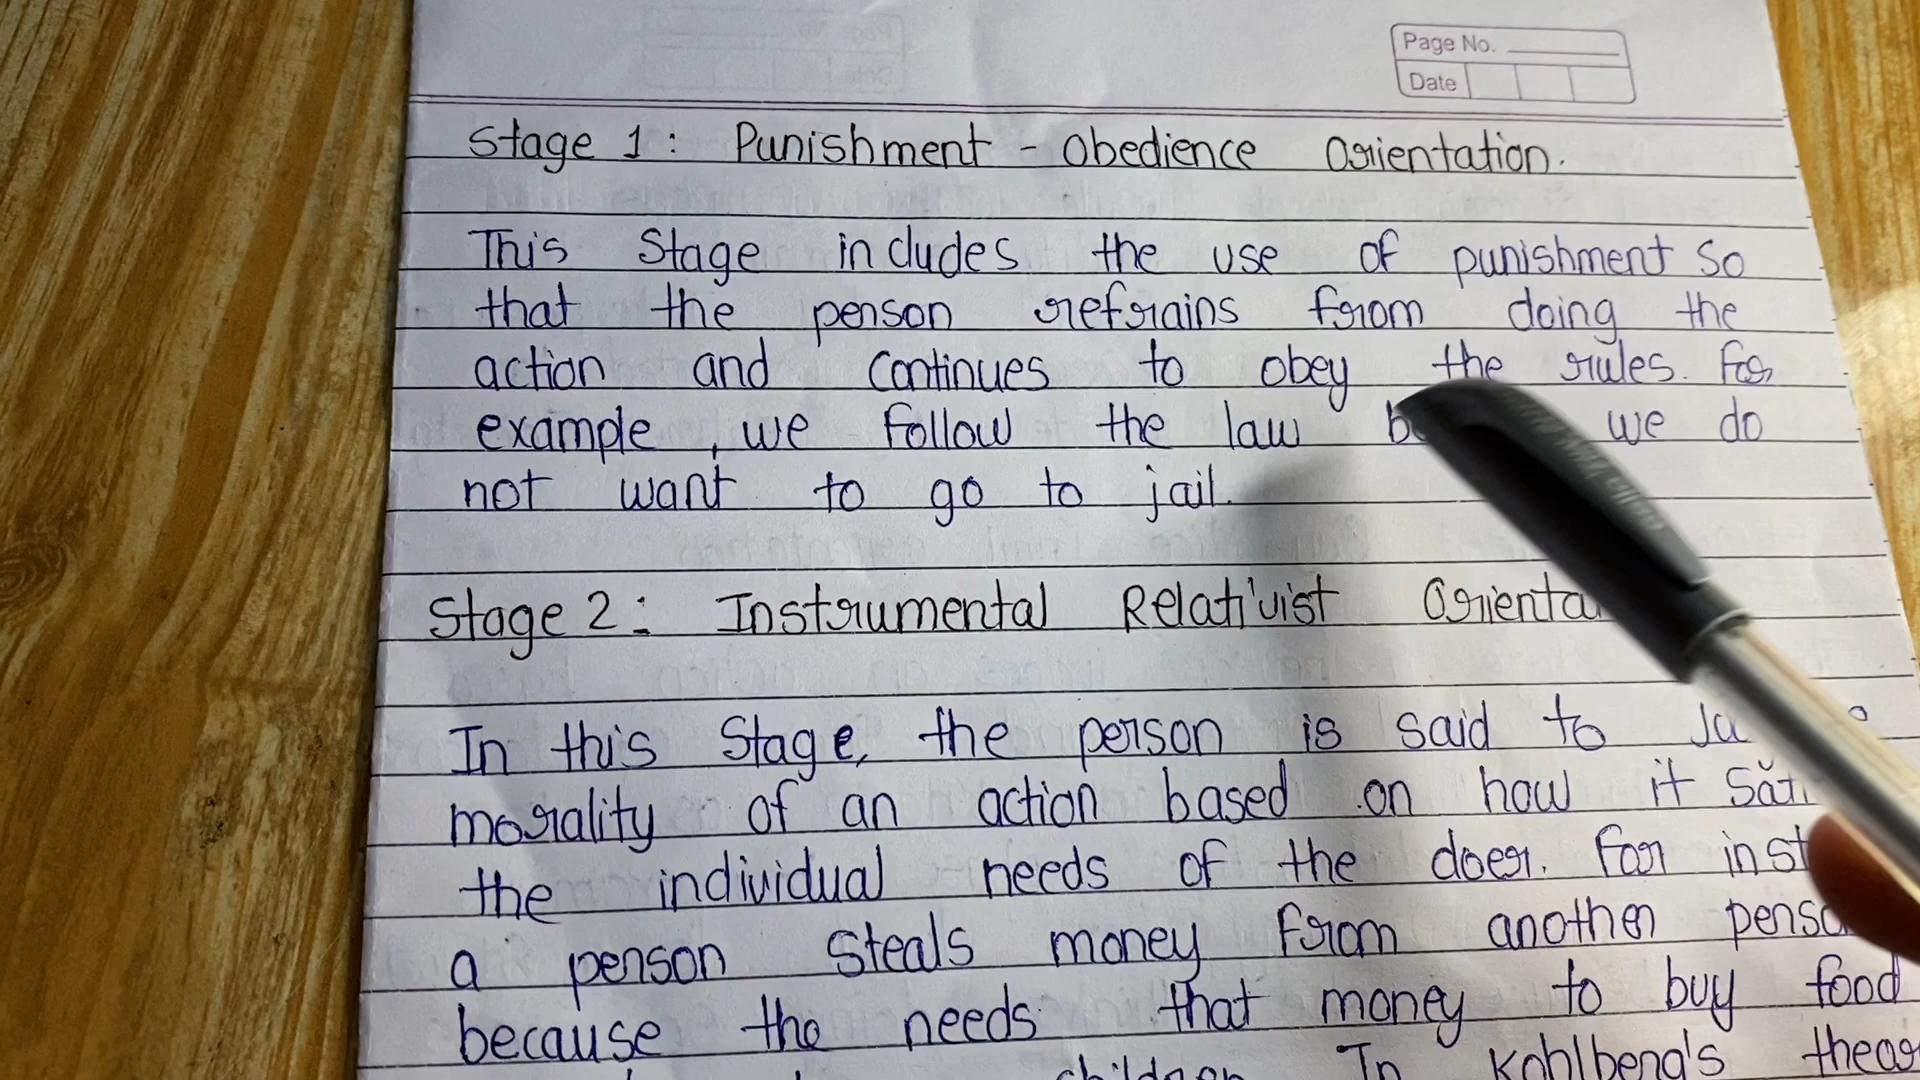 Page No.
Date
Stage 1: Punishment - Obedience Orientation.
This Stage includes the use of punishment so
that the person refrains from doing the
action and continues to obey the rules. For
example, we follow the law we do
not want to go to jail.
Stage 2: Instrumental Relativist
In this stage, the person is said to
morality of an action based on how it
the individual needs of the doer. For
a person steals money from another
because the needs that money to buy food
children. In Kohlberg's